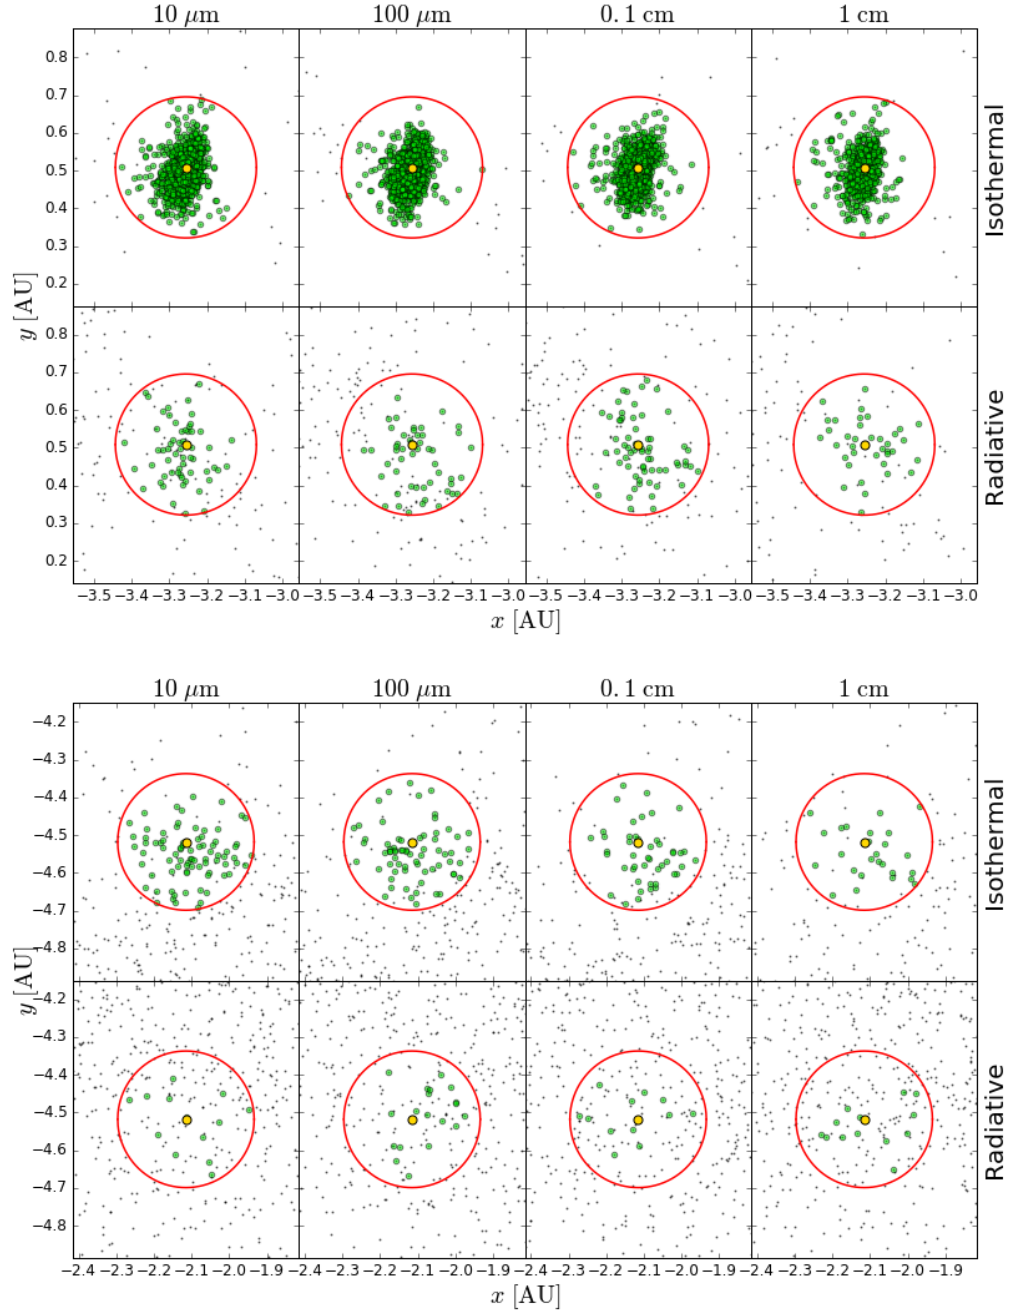 10 μm 100 μm 0.1 cm 1 cm
0.8
0.7
0.6
0.5
0.4
0.3
0.2
Isothermal
y [AU]
0.8
0.7
0.6
0.5
0.4
0.3
0.2
Radiative
−3.5 −3.4 −3.3 −3.2 −3.1 −3.0 −3.5 −3.4 −3.3 −3.2 −3.1 −3.0 −3.5 −3.4 −3.3 −3.2 −3.1 −3.0 −3.5 −3.4 −3.3 −3.2 −3.1 −3.0
x [AU]
10 μm 100 μm 0.1 cm 1 cm
−4.2
−4.3
−4.4
−4.5
−4.6
−4.7
−4.8
Isothermal
y [AU]
−4.2
−4.3
−4.4
−4.5
−4.6
−4.7
−4.8
Radiative
−2.4 −2.3 −2.2 −2.1 −2.0 −1.9 −2.4 −2.3 −2.2 −2.1 −2.0 −1.9 −2.4 −2.3 −2.2 −2.1 −2.0 −1.9 −2.4 −2.3 −2.2 −2.1 −2.0 −1.9
x [AU]